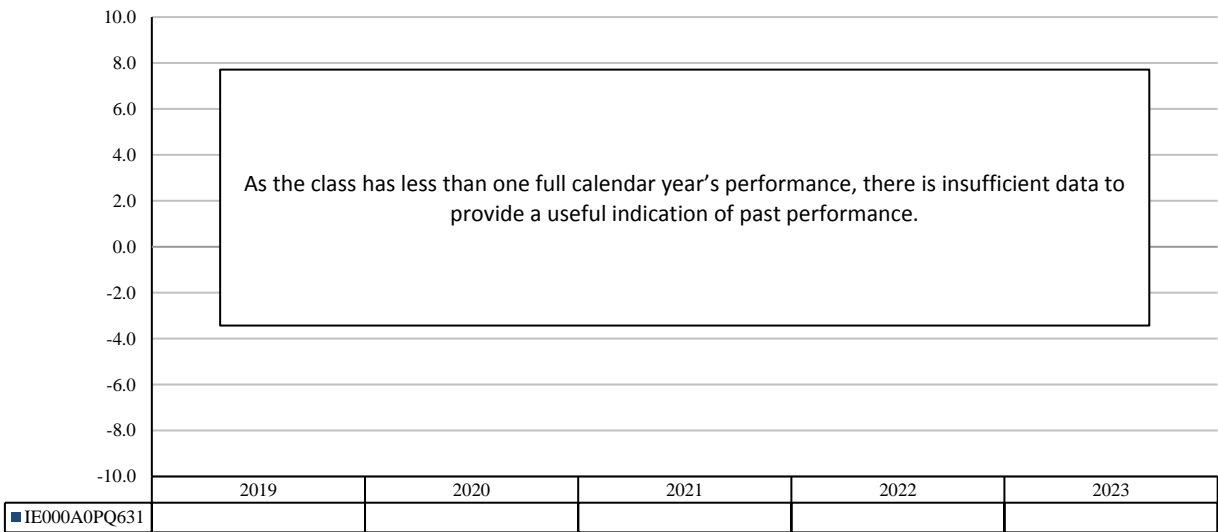 10.0
8.0
6.0
4.0
2.0
0.0
-2.0
-4.0
-6.0
-8.0
-10.0
As the class has less than one full calendar year’s performance, there is insufficient data to
provide a useful indication of past performance.
2019 2020 2021 2022 2023
IE000A0PQ631